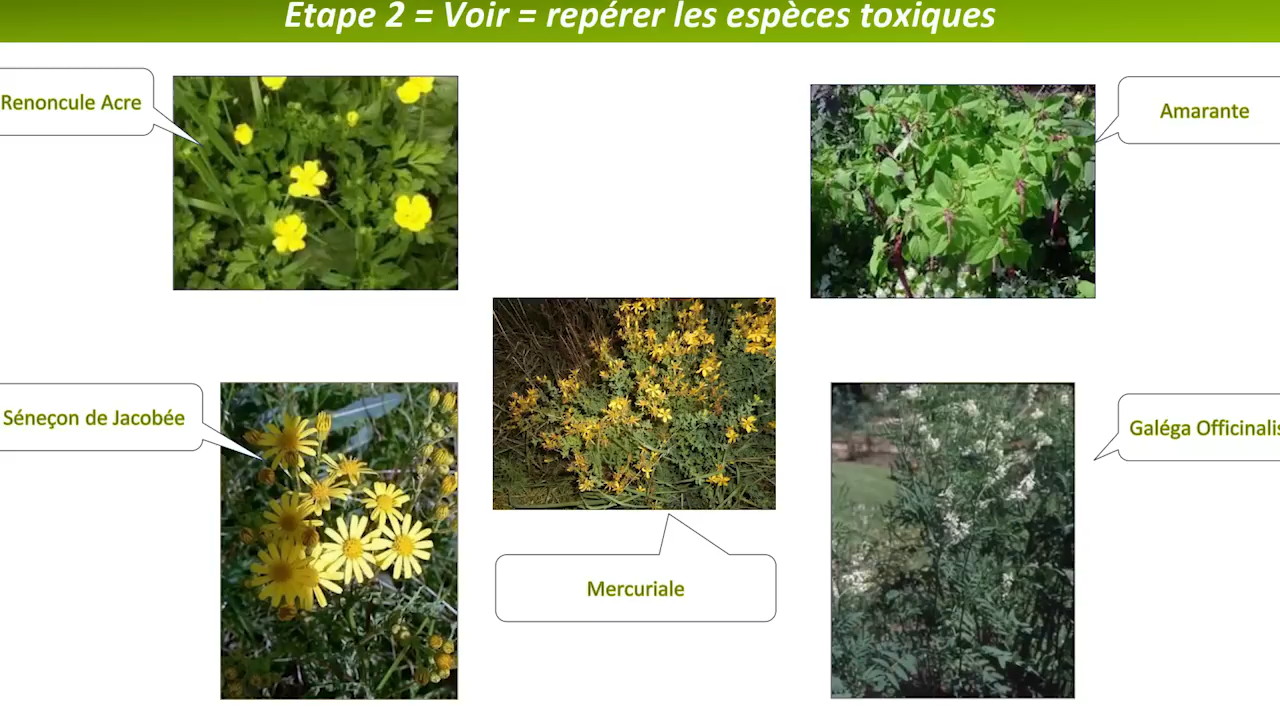 Etape 2 = Voir = repérer les espèces toxiques
Renoncule Acre
Amarante
Séneçon de Jacobée
Galéga Officinalis
Mercuriale